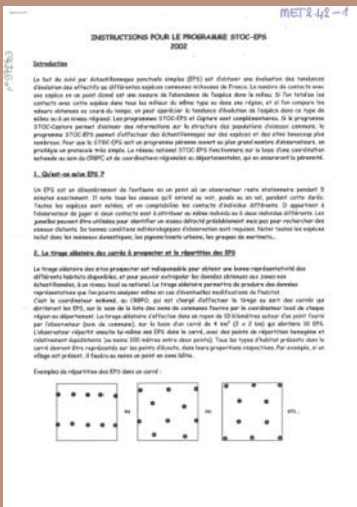 MET2.42-1
INSTRUCTIONS POUR LE PROGRAMME STOC-EPS
2002
Introduction
Le but du suivi par échantillonnages ponctuels simples (EPS) est d'obtenir une évaluation des tendances
d'évolution des effectifs de différentes espèces communes nicheuses de France. Le nombre de contacts avec
une espèce en un point donné est une mesure de l'abondance de l'espèce dans le milieu. Si l'on totalise les
contacts avec cette espèce dans tous les milieux du même type ou dans une région, et si l'on compare les
valeurs obtenues au cours du temps, on peut apprécier la tendance d'évolution de l'espèce dans ce type de
milieu ou à un niveau régional. Les programmes STOC-EPS et Capture sont complémentaires. Si le programme
STOC-Capture permet d'obtenir des informations sur la structure des populations d'oiseaux communs, le
programme STOC-EPS permet d'effectuer des échantillonnages sur des espèces et des sites beaucoup plus
nombreux. Pour que le STOC-EPS soit un programme pérenne ouvert au plus grand nombre d'observateurs, on
privilégie un protocole très simple. Le réseau national STOC-EPS fonctionnera sur la base d'une coordination
nationale au sein du CRBPO et de coordinations régionales ou départementales, qui en assureront la pérennité.
1. Qu'est-ce qu'un EPS ?
Un EPS est un dénombrement de l'avifaune en un point où un observateur reste stationnaire pendant 5
minutes exactement. Il note tous les oiseaux qu'il entend ou voit, posés ou en vol, pendant cette durée.
Toutes les espèces sont notées, et on comptabilise les contacts d'individus différents. Il appartient à
l'observateur de juger si deux contacts sont à attribuer au même individu ou à deux individus différents. Les
jumelles peuvent être utilisées pour identifier un oiseau détecté préalablement mais pas pour rechercher des
oiseaux distants. De bonnes conditions météorologiques d'observation sont requises. Noter toutes les espèces
inclut donc les moineaux domestiques, les pigeons bisets urbains, les groupes de martinets...
2. Le tirage aléatoire des carrés à prospecter et la répartition des EPS
Le tirage aléatoire des sites prospectés est indispensable pour obtenir une bonne représentativité des
différents habitats disponibles, et pour pouvoir extrapoler les données obtenues aux zones non
échantillonnées, à un niveau local ou national. Le tirage aléatoire permettra de produire des données
représentatives que l'on pourra analyser même en cas d'éventuelles modifications de l'habitat.
C'est le coordinateur national, au CRBPO, qui est chargé d'effectuer le tirage au sort des carrés qui
abriteront les EPS, sur la base de la liste des noms de communes fournie par le coordinateur local de chaque
région ou département. Le tirage aléatoire s'effectue dans un rayon de 10 kilomètres autour d'un point fourni
par l'observateur (nom de commune), sur la base d'un carré de 4 km² (2 x 2 km) qui abritera 10 EPS.
L'observateur répartit ensuite lui-même ses EPS dans le carré, avec des points de répartition homogène et
relativement équidistants (au moins 300 mètres entre deux points). Tous les types d'habitat présents dans le
carré devront être représentés sur les points d'écoute, dans leurs proportions respectives. Par exemple, si un
village est présent, il faudra au moins un point en zone bâtie.
Exemples de répartition des EPS dans un carré :
ou ou etc...